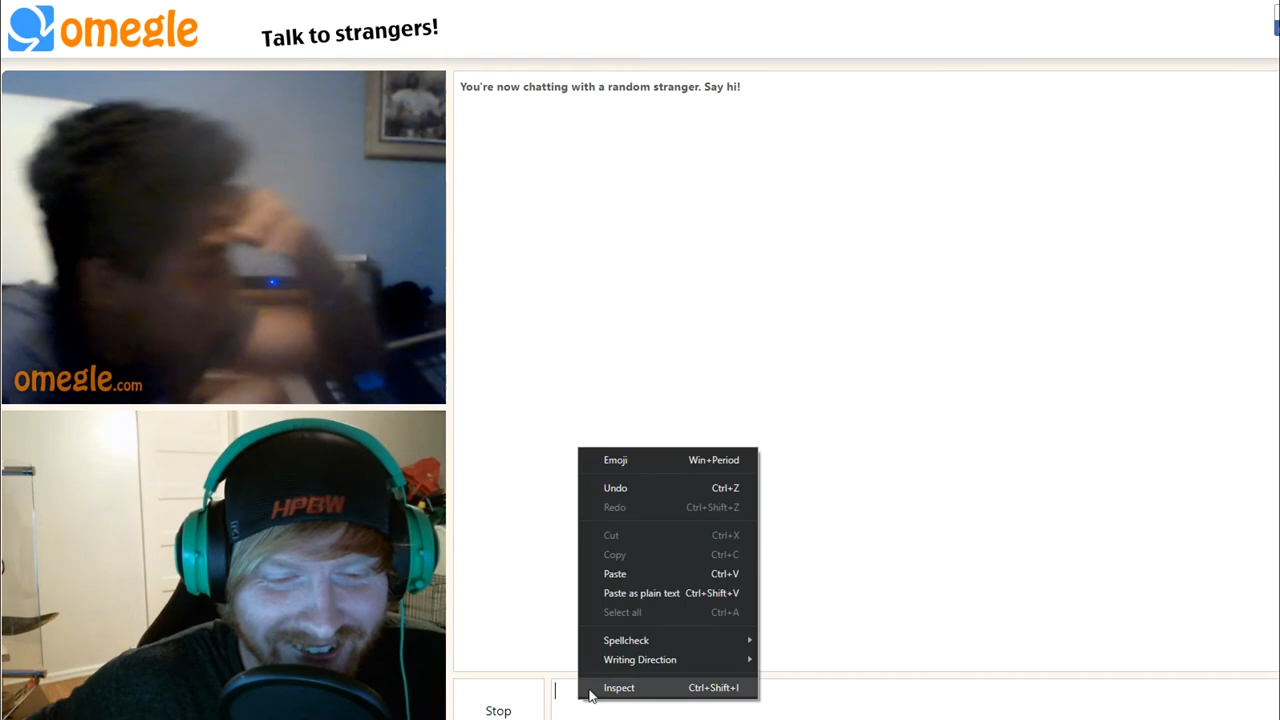 omegle
Talk to strangers!
You're now chatting with a random stranger. Say hi!
omegle.com
HPBW
Emoji Win+Period
Undo Ctrl+Z
Redo Ctrl+Shift+Z
Cut Ctrl+X
Copy Ctrl+C
Paste Ctrl+V
Paste as plain text Ctrl+Shift+V
Select all Ctrl+A
Spellcheck
Writing Direction
Inspect Ctrl+Shift+I
Stop